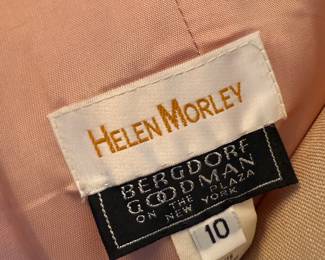 HELEN MORLEY
BERGDORF
GOODMAN
ON THE PLAZA
NEW YORK
10